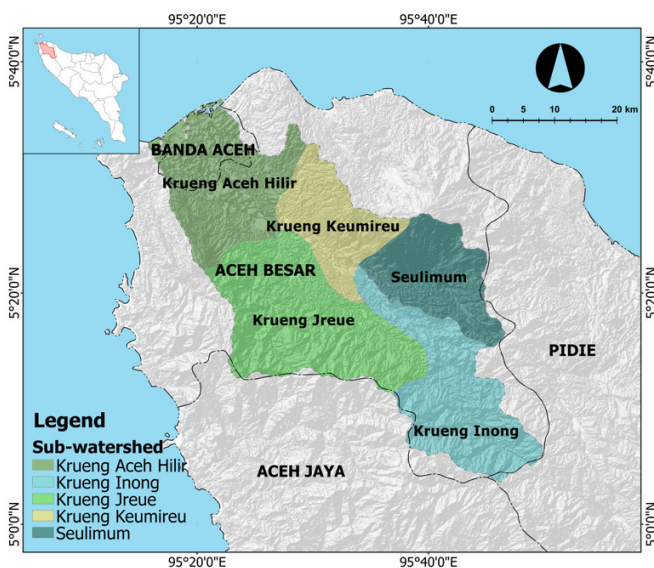 95°20'0"E
95°40'0"E
5°40'0"N
5°40'0"N
0 5 10 20 km
BANDA ACEH
Krueng Aceh Hilir
Krueng Keumireu
ACEH BESAR
Seulimum
5°20'0"N
5°20'0"N
Krueng Jreue
PIDIE
Krueng Inong
ACEH JAYA
Legend
Sub-watershed
Krueng Aceh Hilir
Krueng Inong
Krueng Jreue
Krueng Keumireu
Seulimum
5°0'0"N
5°0'0"N
95°20'0"E
95°40'0"E